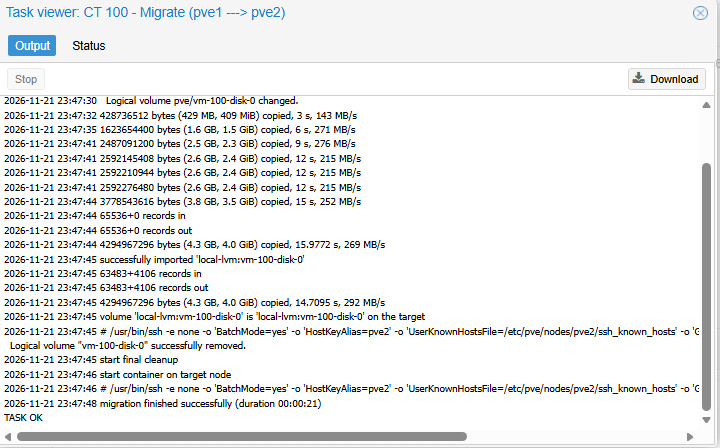 Task viewer: CT 100 - Migrate (pve1 ---> pve2)
Output Status
Stop Download
2026-11-21 23:47:30 Logical volume pve/vm-100-disk-0 changed.
2026-11-21 23:47:32 428736512 bytes (429 MB, 409 MiB) copied, 3 s, 143 MB/s
2026-11-21 23:47:35 1623654400 bytes (1.6 GB, 1.5 GiB) copied, 6 s, 271 MB/s
2026-11-21 23:47:41 2487091200 bytes (2.5 GB, 2.3 GiB) copied, 9 s, 276 MB/s
2026-11-21 23:47:41 2592145408 bytes (2.6 GB, 2.4 GiB) copied, 12 s, 215 MB/s
2026-11-21 23:47:41 2592210944 bytes (2.6 GB, 2.4 GiB) copied, 12 s, 215 MB/s
2026-11-21 23:47:41 2592276480 bytes (2.6 GB, 2.4 GiB) copied, 12 s, 215 MB/s
2026-11-21 23:47:44 3778543616 bytes (3.8 GB, 3.5 GiB) copied, 15 s, 252 MB/s
2026-11-21 23:47:44 65536+0 records in
2026-11-21 23:47:44 65536+0 records out
2026-11-21 23:47:44 4294967296 bytes (4.3 GB, 4.0 GiB) copied, 15.9772 s, 269 MB/s
2026-11-21 23:47:45 successfully imported 'local-lvm:vm-100-disk-0'
2026-11-21 23:47:45 63483+4106 records in
2026-11-21 23:47:45 63483+4106 records out
2026-11-21 23:47:45 4294967296 bytes (4.3 GB, 4.0 GiB) copied, 14.7095 s, 292 MB/s
2026-11-21 23:47:45 volume 'local-lvm:vm-100-disk-0' is 'local-lvm:vm-100-disk-0' on the target
2026-11-21 23:47:45 # /usr/bin/ssh -e none -o 'BatchMode=yes' -o 'HostKeyAlias=pve2' -o 'UserKnownHostsFile=/etc/pve/nodes/pve2/ssh_known_hosts' -o 'G
Logical volume "vm-100-disk-0" successfully removed.
2026-11-21 23:47:45 start final cleanup
2026-11-21 23:47:46 start container on target node
2026-11-21 23:47:46 # /usr/bin/ssh -e none -o 'BatchMode=yes' -o 'HostKeyAlias=pve2' -o 'UserKnownHostsFile=/etc/pve/nodes/pve2/ssh_known_hosts' -o 'G
2026-11-21 23:47:48 migration finished successfully (duration 00:00:21)
TASK OK